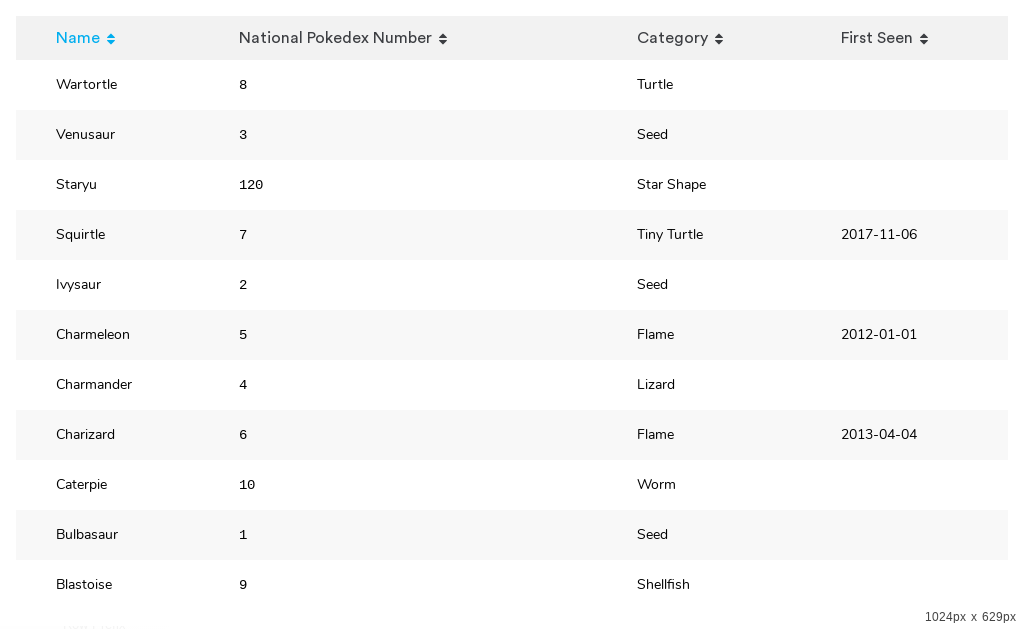 Name National Pokedex Number Category First Seen
Wartortle 8 Turtle
Venusaur 3 Seed
Staryu 120 Star Shape
Squirtle 7 Tiny Turtle 2017-11-06
Ivysaur 2 Seed
Charmeleon 5 Flame 2012-01-01
Charmander 4 Lizard
Charizard 6 Flame 2013-04-04
Caterpie 10 Worm
Bulbasaur 1 Seed
Blastoise 9 Shellfish
1024px x 629px